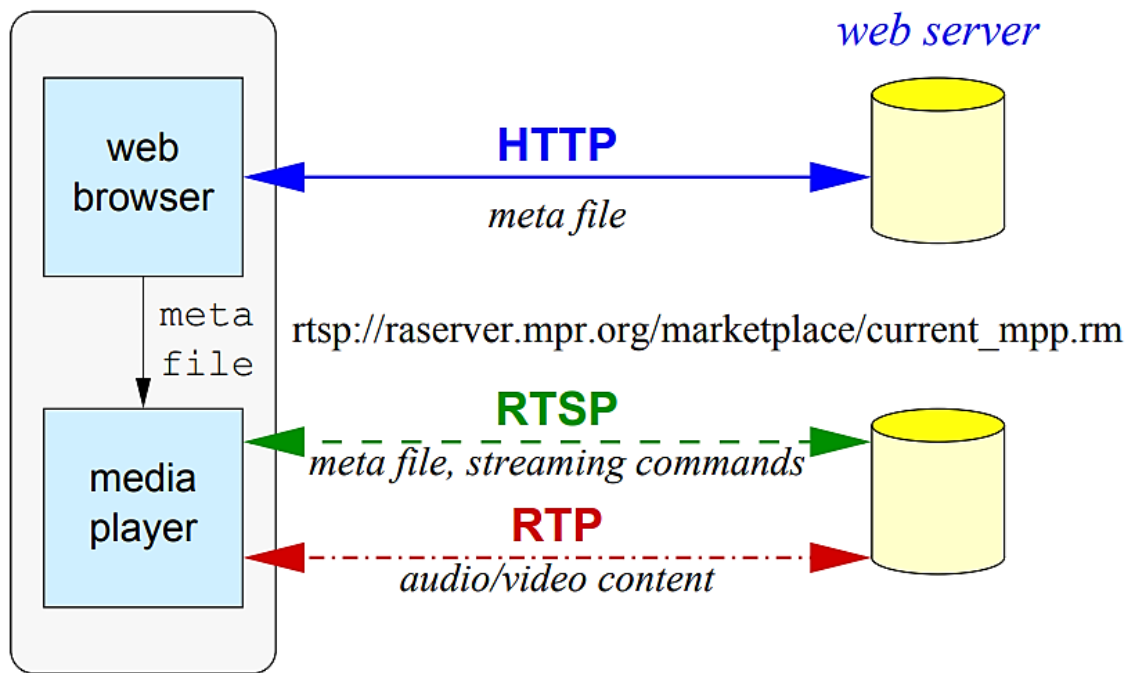 web server
web
browser
HTTP
meta file
meta
file
rtsp://raserver.mpr.org/marketplace/current_mpp.rm
media
player
RTSP
meta file, streaming commands
RTP
audio/video content